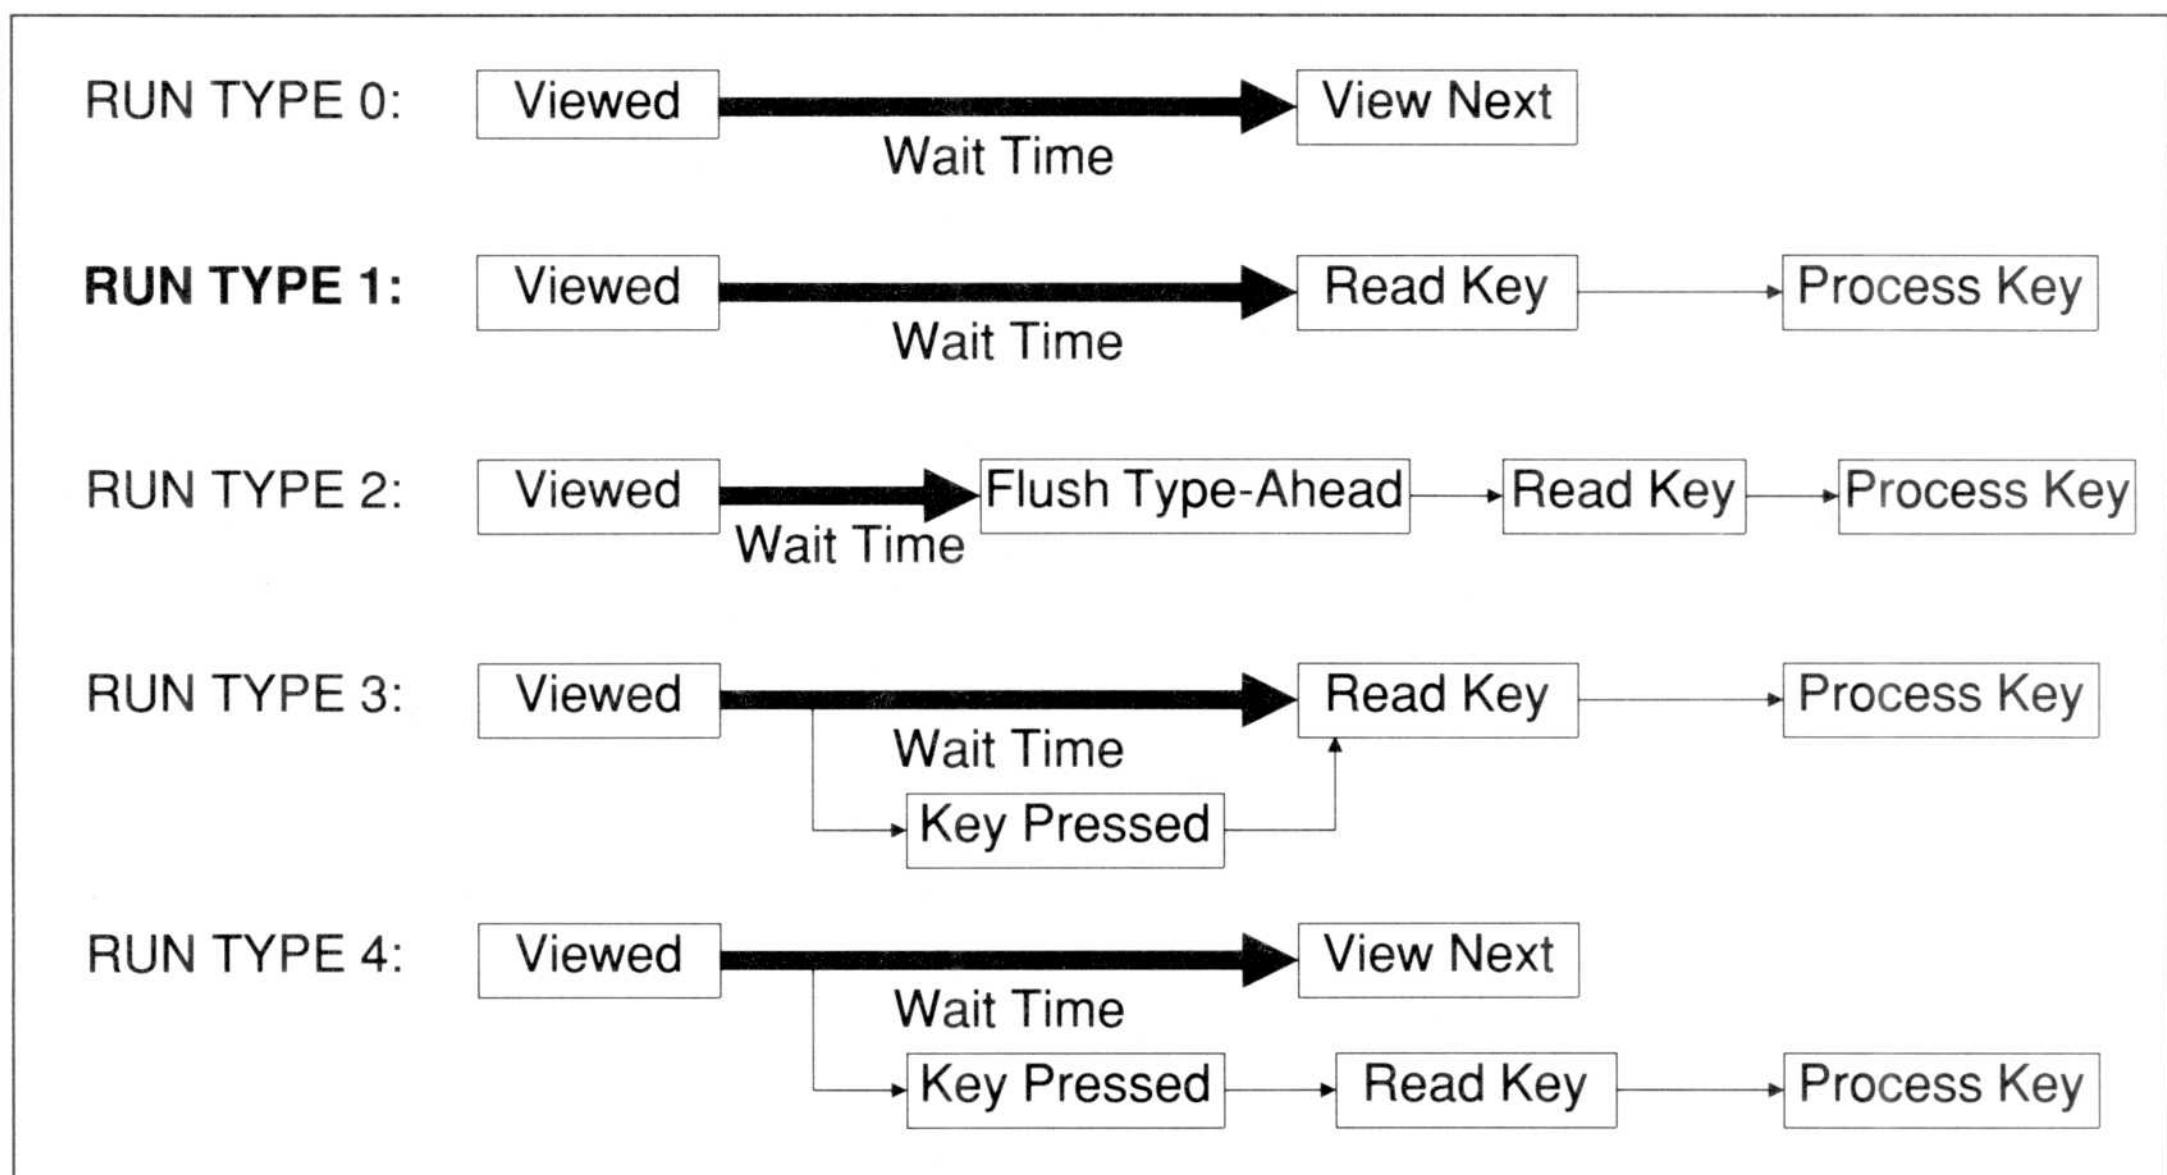 RUN TYPE 0: Viewed View Next
Wait Time
RUN TYPE 1: Viewed Read Key Process Key
Wait Time
RUN TYPE 2: Viewed Flush Type-Ahead Read Key Process Key
Wait Time
RUN TYPE 3: Viewed Read Key Process Key
Wait Time
Key Pressed
RUN TYPE 4: Viewed View Next
Wait Time
Key Pressed Read Key Process Key